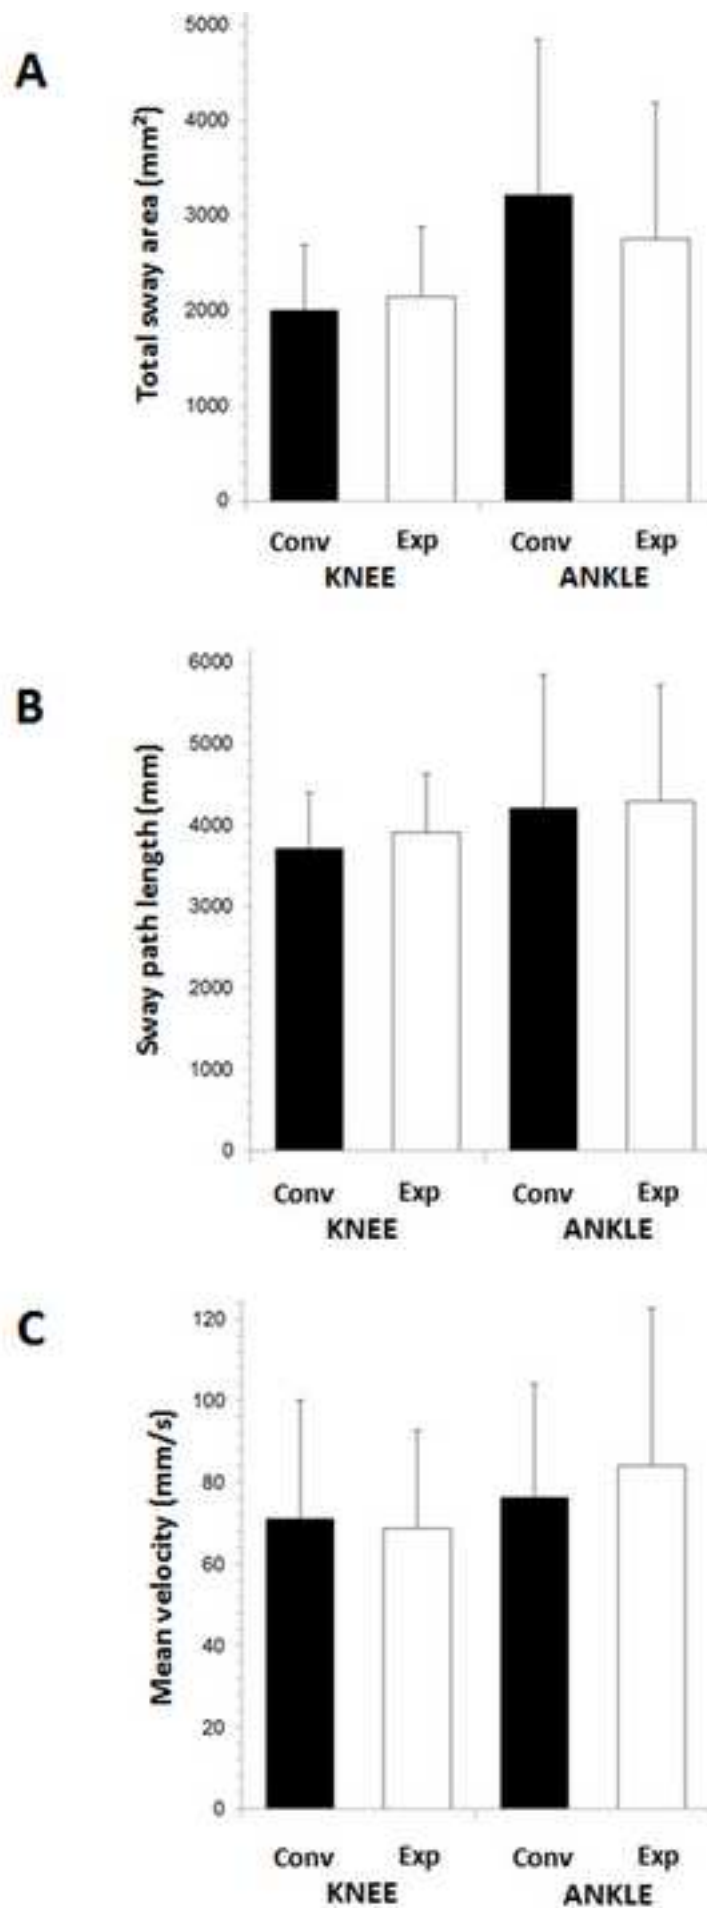 A
Total sway area (mm²)
5000
4000
3000
2000
1000
0
Conv Exp Conv Exp
KNEE ANKLE
B
Sway path length (mm)
6000
5000
4000
3000
2000
1000
0
Conv Exp Conv Exp
KNEE ANKLE
C
Mean velocity (mm/s)
120
100
80
60
40
20
0
Conv Exp Conv Exp
KNEE ANKLE